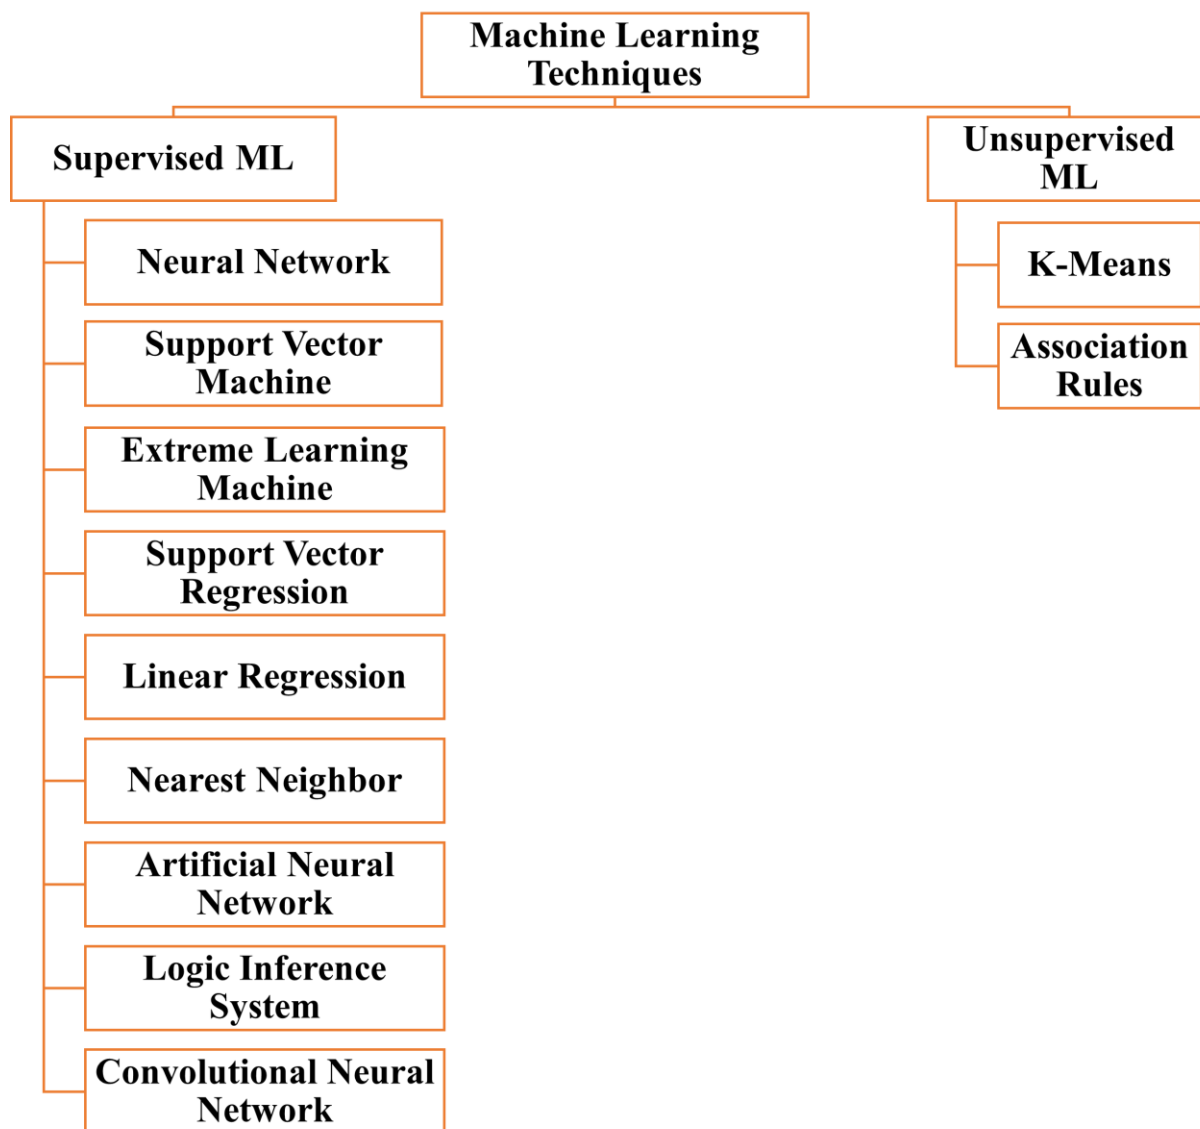 Machine Learning
Techniques
Supervised ML
Unsupervised
ML
Neural Network
Support Vector
Machine
Extreme Learning
Machine
Support Vector
Regression
Linear Regression
Nearest Neighbor
Artificial Neural
Network
Logic Inference
System
Convolutional Neural
Network
K-Means
Association
Rules